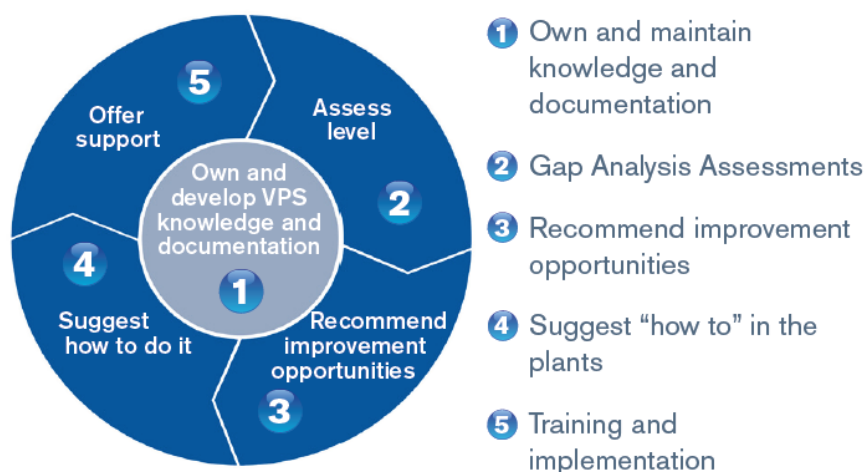 5
Offer
support
Assess
level
2
Own and
develop VPS
knowledge and
documentation
1
4
Suggest
how to do it
Recommend
improvement
opportunities
3
1 Own and maintain
knowledge and
documentation
2 Gap Analysis Assessments
3 Recommend improvement
opportunities
4 Suggest “how to” in the
plants
5 Training and
implementation